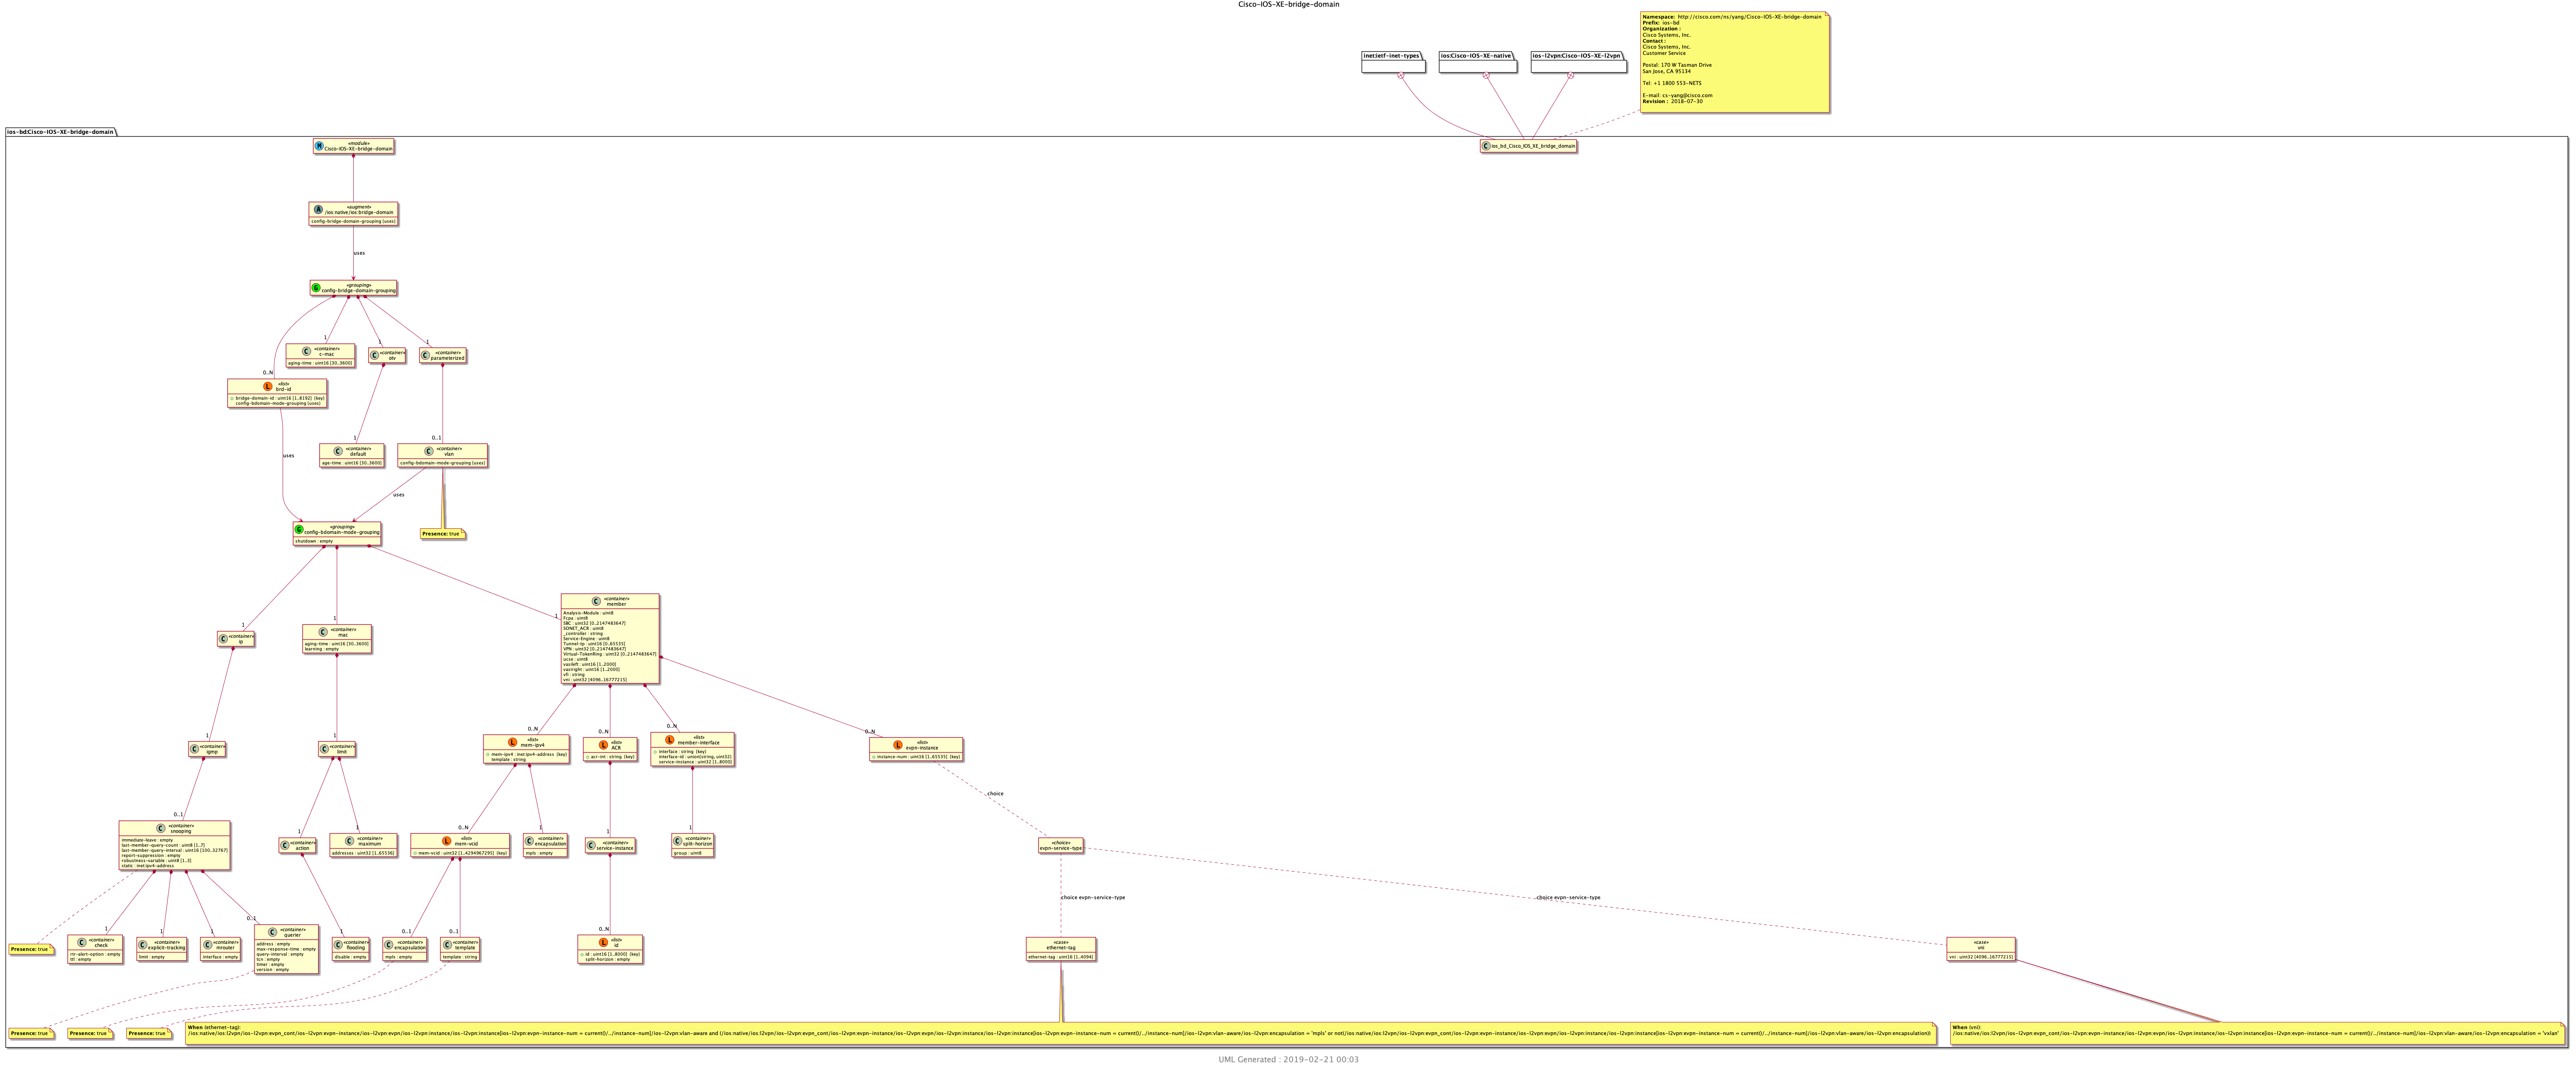 Cisco-IOS-XE-bridge-domain
Namespace: http://cisco.com/ns/yang/Cisco-IOS-XE-bridge-domain
Prefix: ios-bd
Organization :
Cisco Systems, Inc.
Contact :
Cisco Systems, Inc.
Customer Service
Postal: 170 W Tasman Drive
San Jose, CA 95134
Tel: +1 1800 553-NETS
E-mail: cs-yang@cisco.com
Revision : 2018-07-30
inet:ietf-inet-types
ios:Cisco-IOS-XE-native
ios-l2vpn:Cisco-IOS-XE-l2vpn
ios-bd:Cisco-IOS-XE-bridge-domain
M
«module»
Cisco-IOS-XE-bridge-domain
C
ios_bd_Cisco_IOS_XE_bridge_domain
A
«augment»
/ios:native/ios:bridge-domain
config-bridge-domain-grouping {uses}
uses
G
«grouping»
config-bridge-domain-grouping
1
1
1
C
«container»
c-mac
aging-time : uint16 [30..3600]
C
«container»
otv
C
«container»
parameterized
0..N
L
«list»
brd-id
bridge-domain-id : uint16 [1..8192] {key}
config-bdomain-mode-grouping {uses}
1
0..1
C
«container»
default
age-time : uint16 [30..3600]
C
«container»
vlan
config-bdomain-mode-grouping {uses}
uses
uses
G
«grouping»
config-bdomain-mode-grouping
shutdown : empty
Presence: true
C
«container»
member
Analysis-Module : uint8
Fcpa : uint8
SBC : uint32 [0..2147483647]
SONET_ACR : uint8
_controller : string
Service-Engine : uint8
Tunnel-tp : uint16 [0..65535]
VPN : uint32 [0..2147483647]
Virtual-TokenRing : uint32 [0..2147483647]
ucse : uint8
vasileft : uint16 [1..2000]
vasiright : uint16 [1..2000]
vfi : string
vni : uint32 [4096..16777215]
1
1
1
C
«container»
ip
C
«container»
mac
aging-time : uint16 [30..3600]
learning : empty
1
1
0..N
0..N
0..N
0..N
C
«container»
igmp
C
«container»
limit
L
«list»
mem-ipv4
mem-ipv4 : inet:ipv4-address {key}
template : string
L
«list»
ACR
acr-int : string {key}
L
«list»
member-interface
interface : string {key}
interface-id : union{string, uint32}
service-instance : uint32 [1..8000]
L
«list»
evpn-instance
instance-num : uint16 [1..65535] {key}
choice
0..1
C
«container»
snooping
immediate-leave : empty
last-member-query-count : uint8 [1..7]
last-member-query-interval : uint16 [100..32767]
report-suppression : empty
robustness-variable : uint8 [1..3]
static : inet:ipv4-address
1
1
0..N
1
1
1
C
«container»
action
C
«container»
maximum
addresses : uint32 [1..65536]
L
«list»
mem-vcid
mem-vcid : uint32 [1..4294967295] {key}
C
«container»
encapsulation
mpls : empty
C
«container»
service-instance
C
«container»
split-horizon
group : uint8
«choice»
evpn-service-type
choice evpn-service-type
choice evpn-service-type
Presence: true
1
C
«container»
check
rtr-alert-option : empty
ttl : empty
1
C
«container»
explicit-tracking
limit : empty
1
C
«container»
mrouter
interface : empty
0..1
C
«container»
querier
address : empty
max-response-time : empty
query-interval : empty
tcn : empty
timer : empty
version : empty
1
C
«container»
flooding
disable : empty
0..1
C
«container»
encapsulation
mpls : empty
0..1
C
«container»
template
template : string
0..N
L
«list»
id
id : uint16 [1..8000] {key}
split-horizon : empty
«case»
ethernet-tag
ethernet-tag : uint16 [1..4094]
«case»
vni
vni : uint32 [4096..16777215]
Presence: true
Presence: true
Presence: true
When (ethernet-tag):
/ios:native/ios:l2vpn/ios-l2vpn:evpn_cont/ios-l2vpn:evpn-instance/ios-l2vpn:evpn/ios-l2vpn:instance/ios-l2vpn:instance[ios-l2vpn:evpn-instance-num = current()/../instance-num]/ios-l2vpn:vlan-aware and (/ios:native/ios:l2vpn/ios-l2vpn:evpn_cont/ios-l2vpn:evpn-instance/ios-l2vpn:evpn/ios-l2vpn:instance/ios-l2vpn:instance[ios-l2vpn:evpn-instance-num = current()/../instance-num]/ios-l2vpn:vlan-aware/ios-l2vpn:encapsulation = 'mpls' or not(/ios:native/ios:l2vpn/ios-l2vpn:evpn_cont/ios-l2vpn:evpn-instance/ios-l2vpn:evpn/ios-l2vpn:instance/ios-l2vpn:instance[ios-l2vpn:evpn-instance-num = current()/../instance-num]/ios-l2vpn:vlan-aware/ios-l2vpn:encapsulation))
When (vni):
/ios:native/ios:l2vpn/ios-l2vpn:evpn_cont/ios-l2vpn:evpn-instance/ios-l2vpn:evpn/ios-l2vpn:instance/ios-l2vpn:instance[ios-l2vpn:evpn-instance-num = current()/../instance-num]/ios-l2vpn:vlan-aware/ios-l2vpn:encapsulation = 'vxlan'
UML Generated : 2019-02-21 00:03